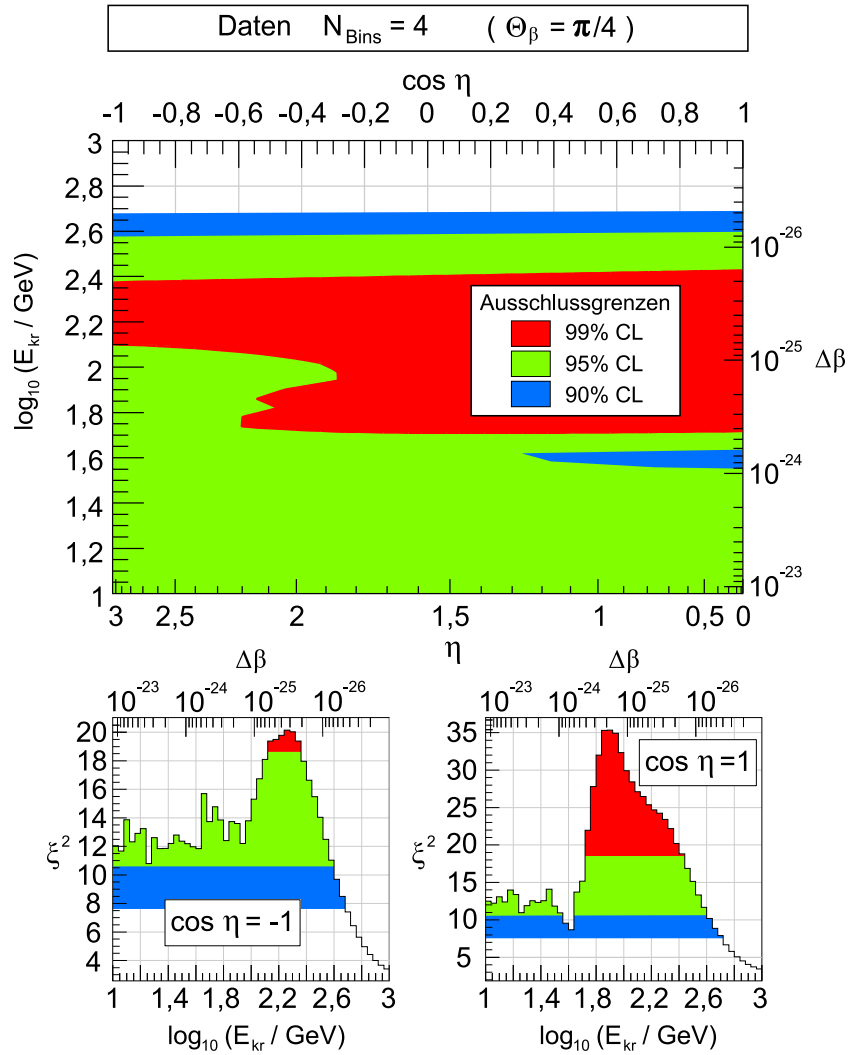 Daten N_Bins = 4 ( Θ_β = π/4 )
cos η
-1 -0,8 -0,6 -0,4 -0,2 0 0,2 0,4 0,6 0,8 1
3
2,8
2,6
2,4
2,2
2
1,8
1,6
1,4
1,2
1
log₁₀ (E_kr / GeV)
10⁻²⁶
10⁻²⁵
10⁻²⁴
10⁻²³
Δβ
Ausschlussgrenzen
99% CL
95% CL
90% CL
3 2,5 2 1,5 1 0,5 0
η
Δβ
10⁻²³ 10⁻²⁴ 10⁻²⁵ 10⁻²⁶
20
18
16
14
12
10
8
6
4
ξ²
cos η = -1
1 1,4 1,8 2,2 2,6 3
log₁₀ (E_kr / GeV)
Δβ
10⁻²³ 10⁻²⁴ 10⁻²⁵ 10⁻²⁶
35
30
25
20
15
10
5
ξ²
cos η = 1
1 1,4 1,8 2,2 2,6 3
log₁₀ (E_kr / GeV)